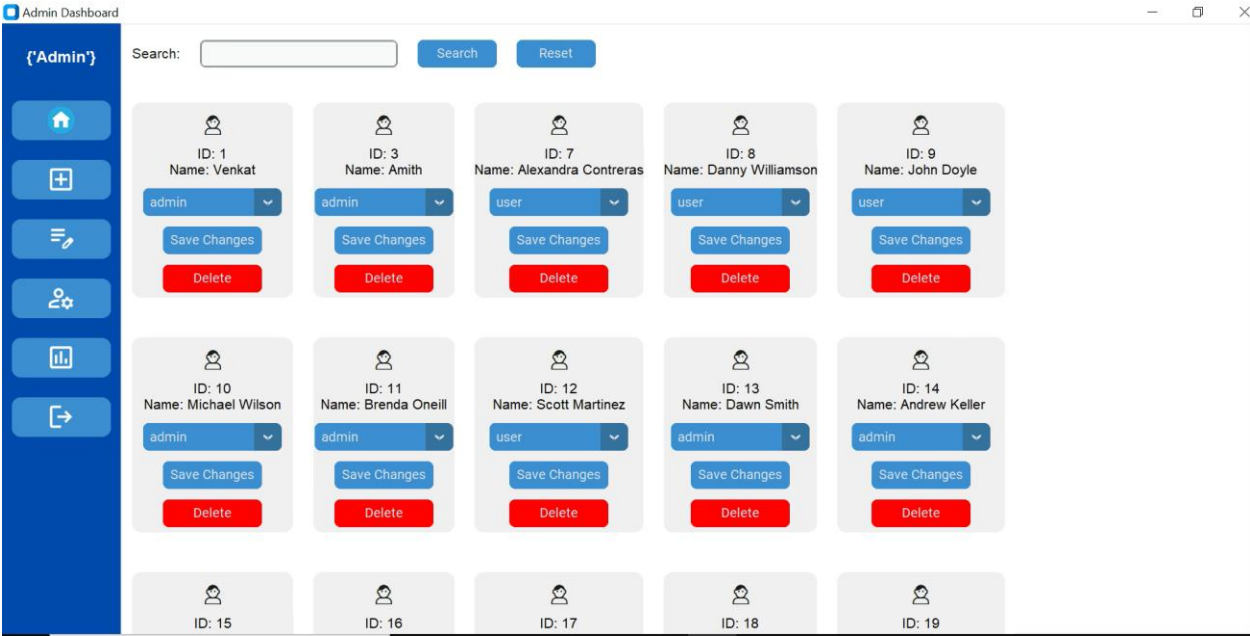 Admin Dashboard
{'Admin'}
Search:
Search
Reset
ID: 1
Name: Venkat
admin
Save Changes
Delete
ID: 3
Name: Amith
admin
Save Changes
Delete
ID: 7
Name: Alexandra Contreras
user
Save Changes
Delete
ID: 8
Name: Danny Williamson
user
Save Changes
Delete
ID: 9
Name: John Doyle
user
Save Changes
Delete
ID: 10
Name: Michael Wilson
admin
Save Changes
Delete
ID: 11
Name: Brenda Oneill
admin
Save Changes
Delete
ID: 12
Name: Scott Martinez
user
Save Changes
Delete
ID: 13
Name: Dawn Smith
admin
Save Changes
Delete
ID: 14
Name: Andrew Keller
admin
Save Changes
Delete
ID: 15
ID: 16
ID: 17
ID: 18
ID: 19